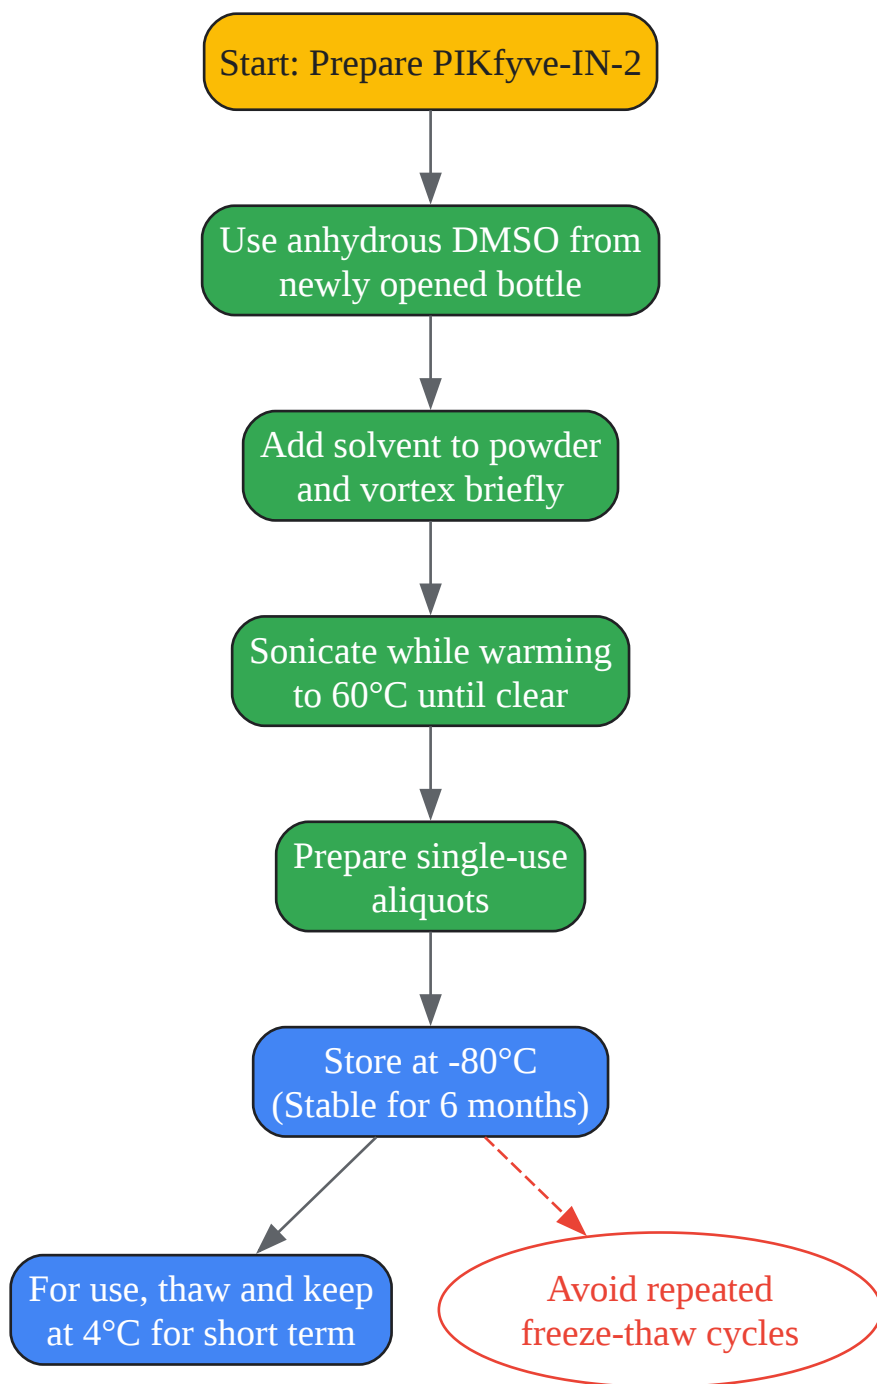 Start: Prepare PIKfyve-IN-2
Use anhydrous DMSO from
newly opened bottle
Add solvent to powder
and vortex briefly
Sonicate while warming
to 60°C until clear
Prepare single-use
aliquots
Store at -80°C
(Stable for 6 months)
For use, thaw and keep
at 4°C for short term
Avoid repeated
freeze-thaw cycles